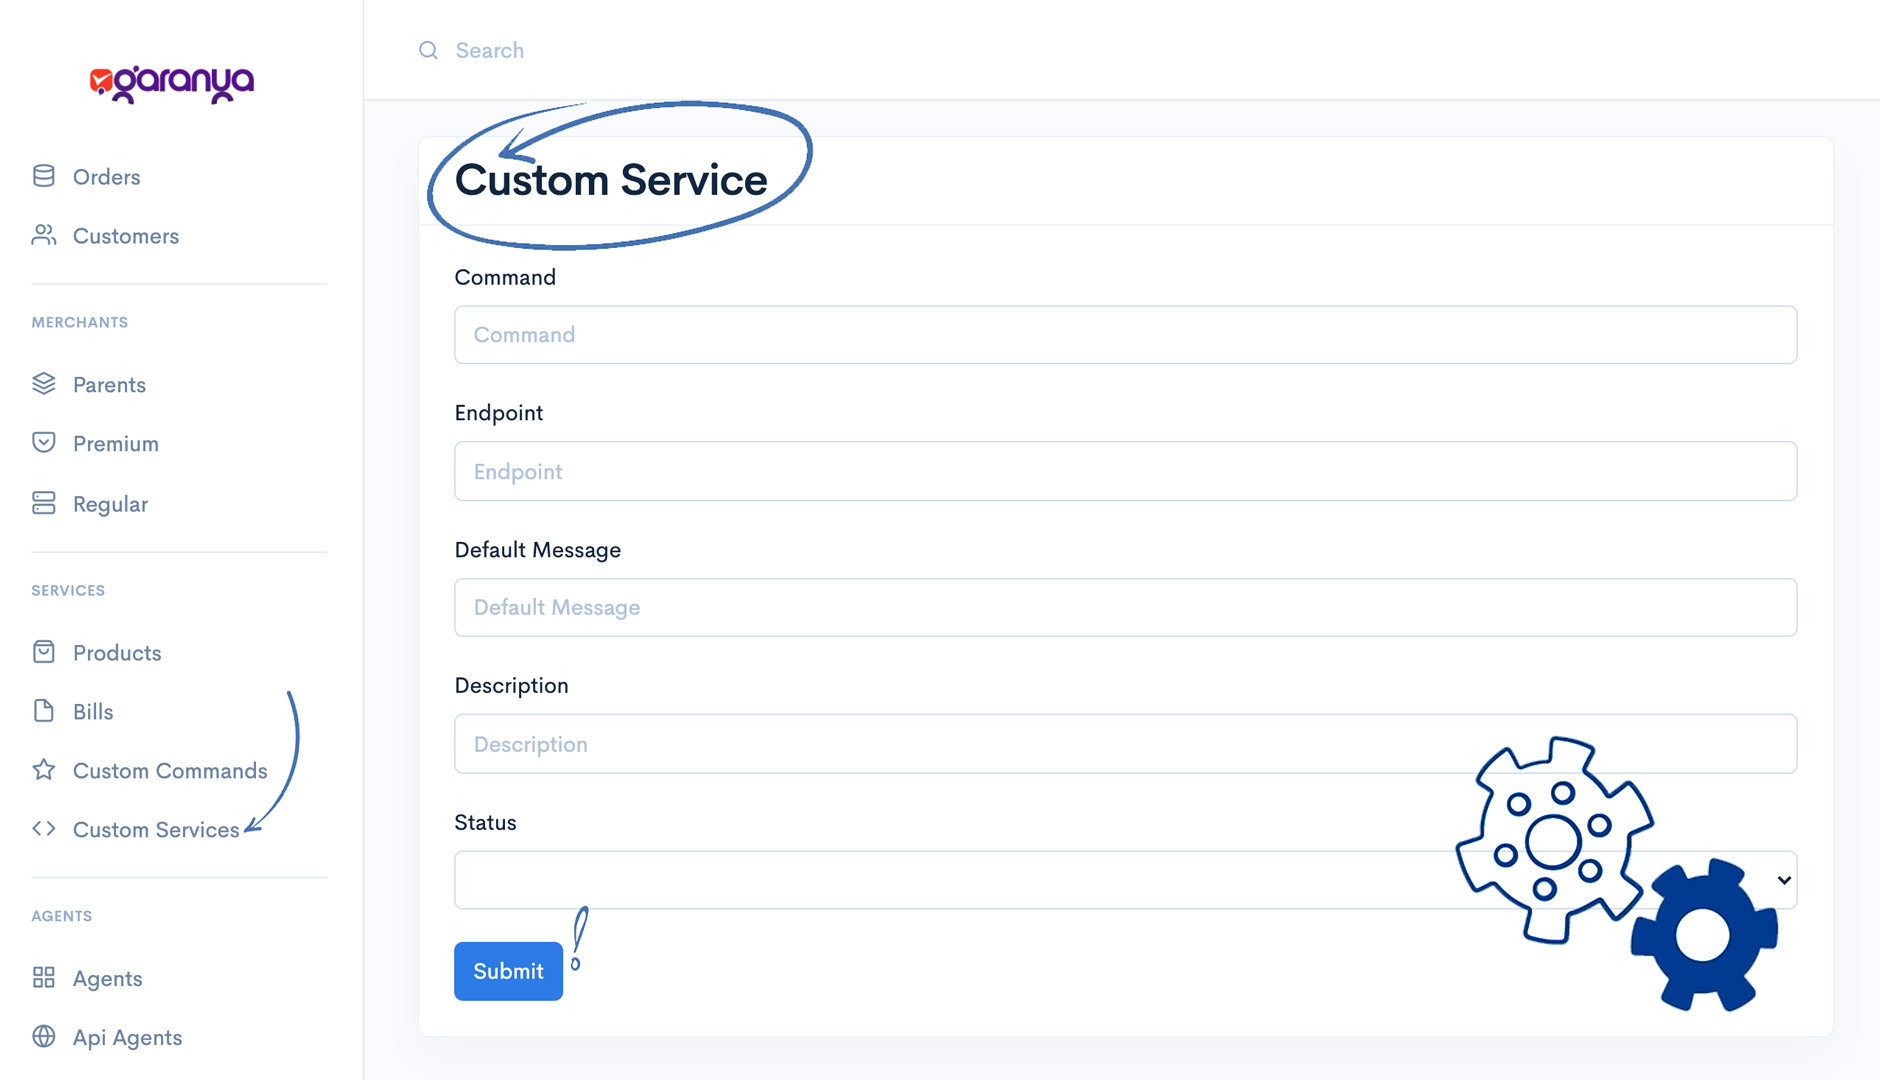 garanya
Search
Orders
Customers
MERCHANTS
Parents
Premium
Regular
SERVICES
Products
Bills
Custom Commands
Custom Services
AGENTS
Agents
Api Agents
Custom Service
Command
Command
Endpoint
Endpoint
Default Message
Default Message
Description
Description
Status
Submit
!